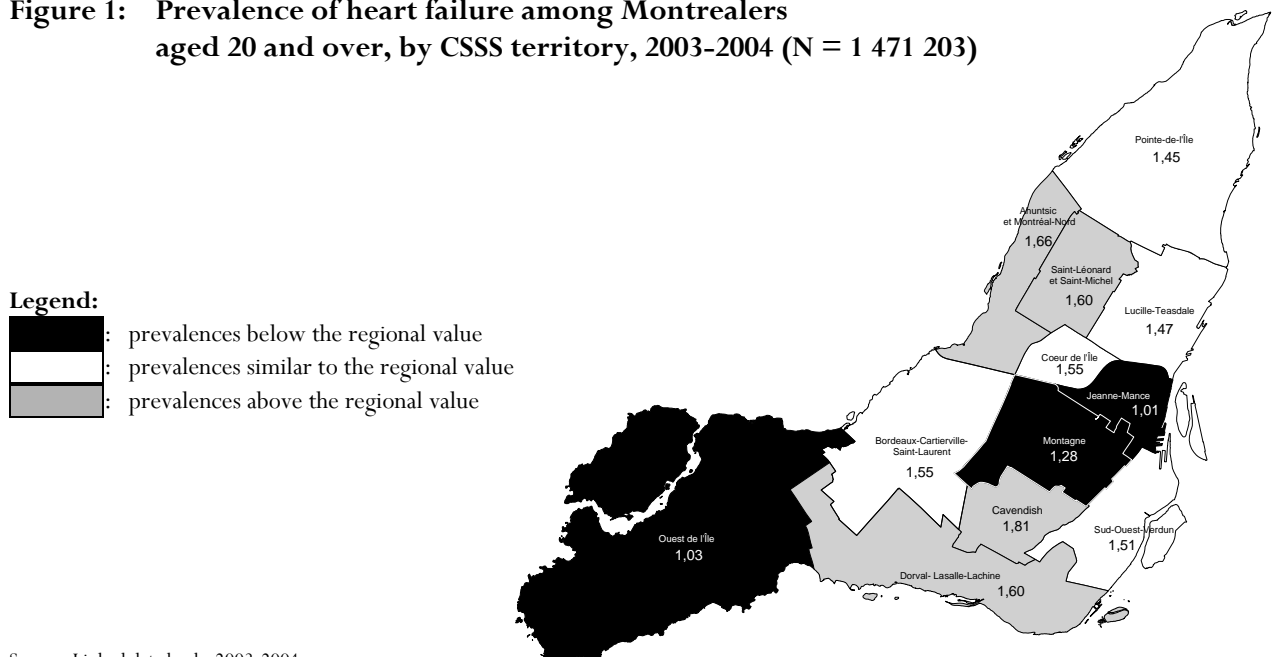 Figure 1: Prevalence of heart failure among Montrealers
aged 20 and over, by CSSS territory, 2003-2004 (N = 1 471 203)
Pointe-de-l'Île
1,45
Ahuntsic
et Montréal-Nord
1,66
Saint-Léonard
et Saint-Michel
1,60
Lucille-Teasdale
1,47
Legend:
: prevalences below the regional value
: prevalences similar to the regional value
: prevalences above the regional value
Coeur de l'Île
1,55
Jeanne-Mance
1,01
Montagne
1,28
Bordeaux-Cartierville-
Saint-Laurent
1,55
Cavendish
1,81
Sud-Ouest-Verdun
1,51
Ouest de l'Île
1,03
Dorval- Lasalle-Lachine
1,60
2003-2004